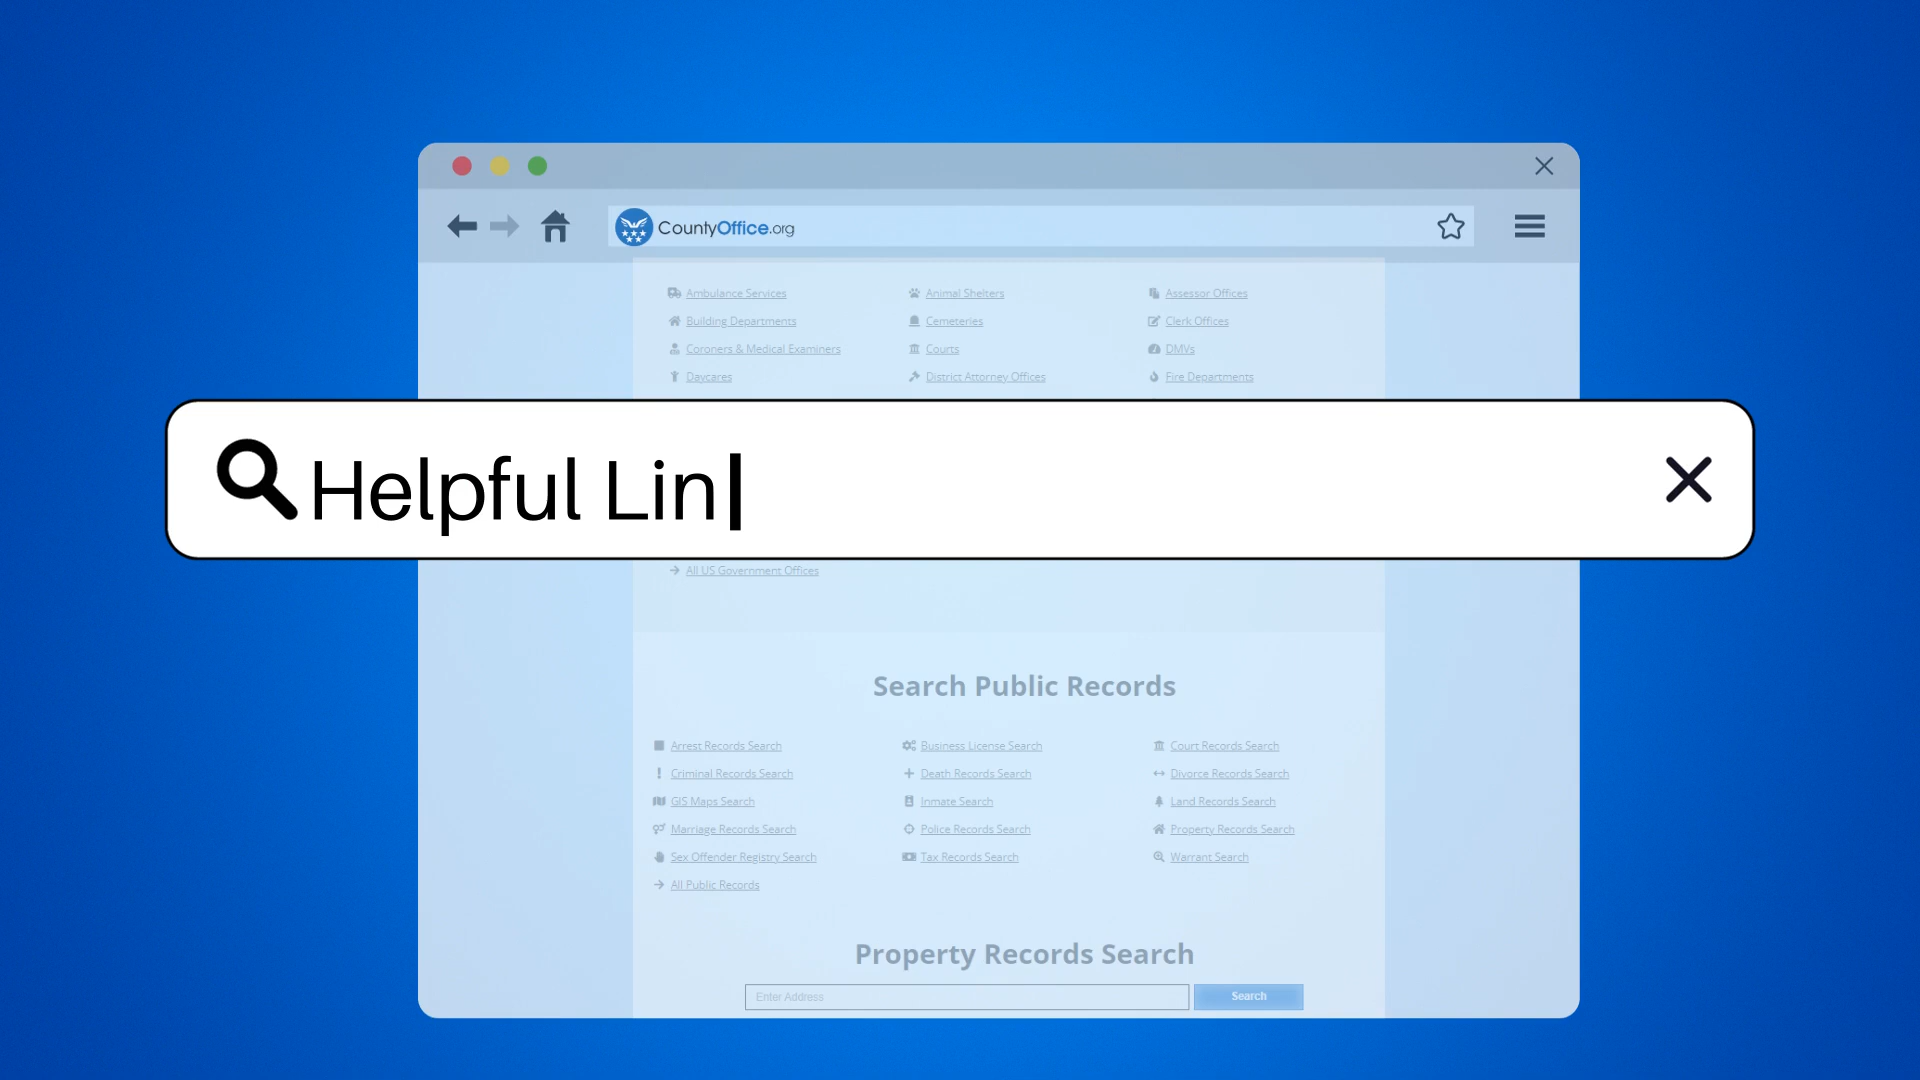 CountyOffice.org
Ambulance Services Animal Shelters Assessor Offices
Building Departments Cemeteries Clerk Offices
Coroners & Medical Examiners Courts DMVs
Daycares District Attorney Offices Fire Departments
Helpful Lin
All US Government Offices
Search Public Records
Arrest Records Search Business License Search Court Records Search
Criminal Records Search Death Records Search Divorce Records Search
GIS Maps Search Inmate Search Land Records Search
Marriage Records Search Police Records Search Property Records Search
Sex Offender Registry Search Tax Records Search Warrant Search
All Public Records
Property Records Search
Enter Address Search